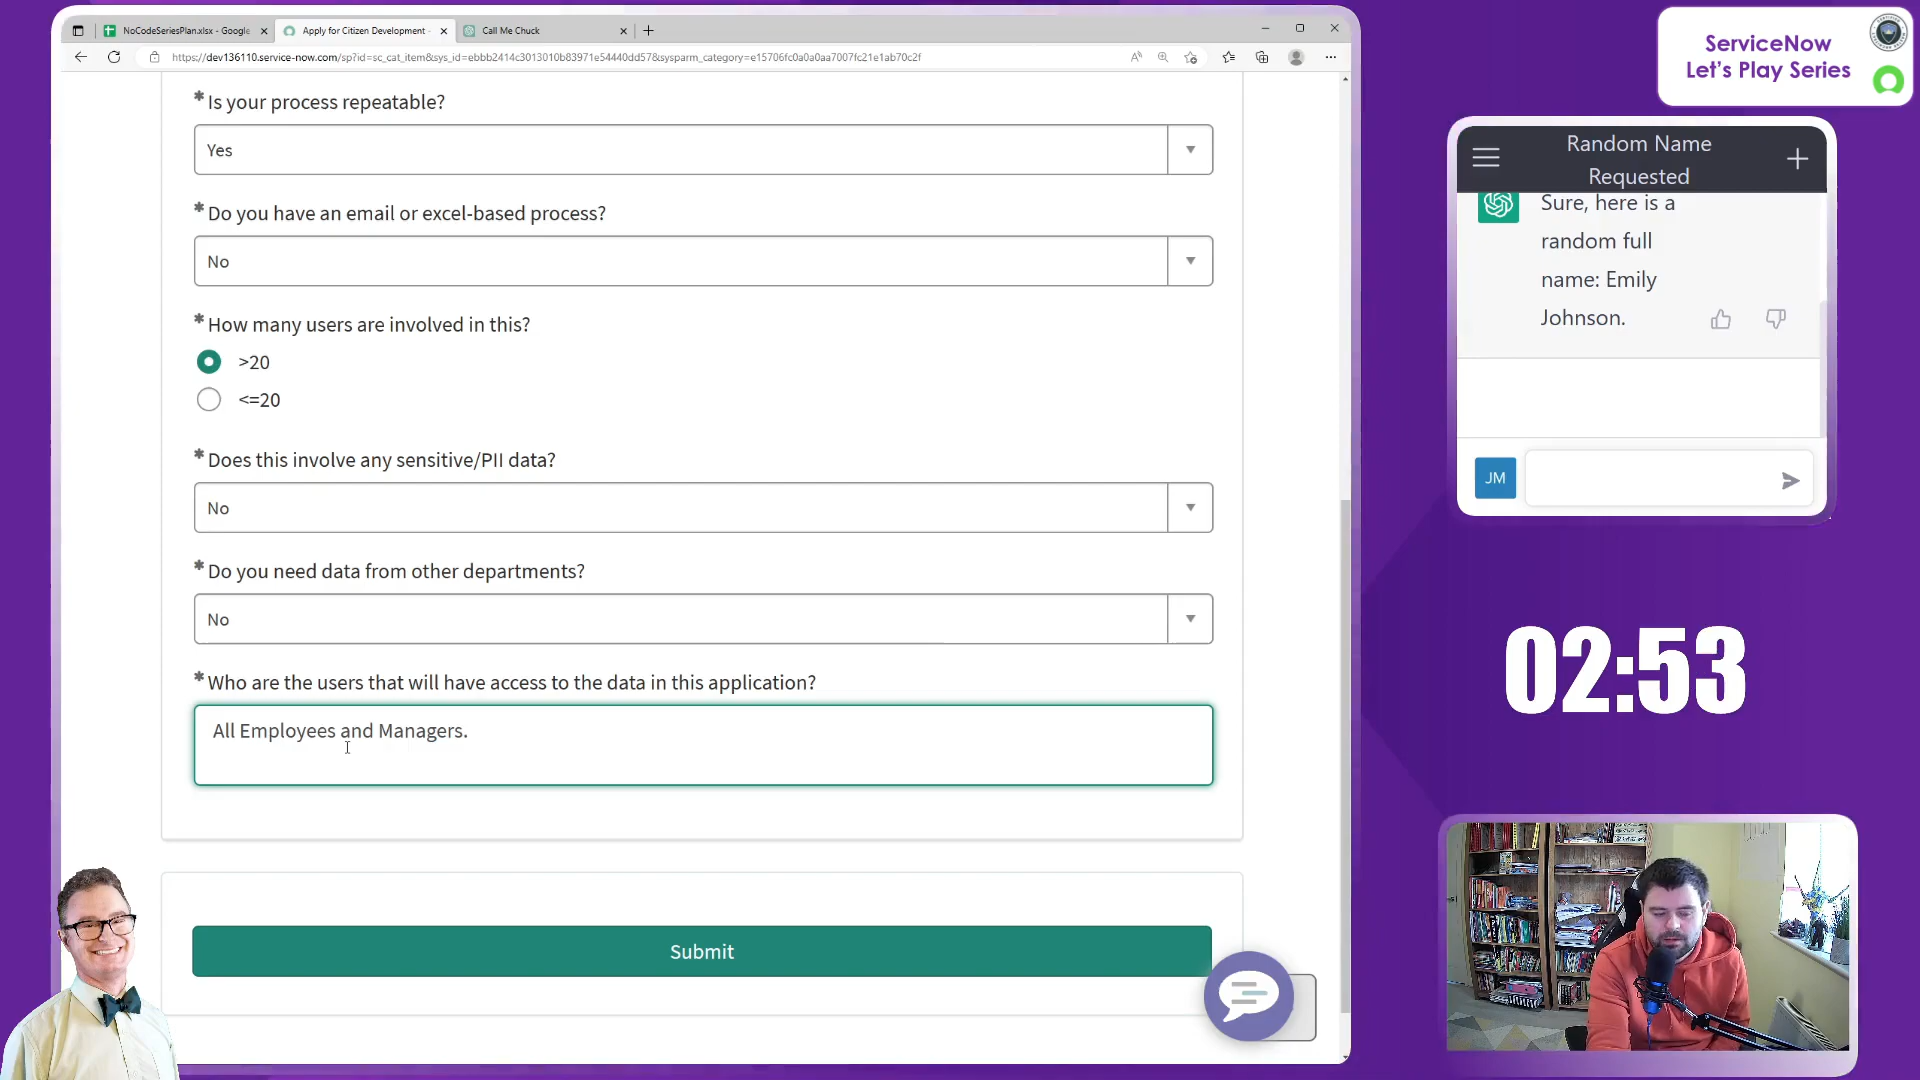 NoCodeSeriesPlan.xlsx - Google
Apply for Citizen Development -
Call Me Chuck
https://dev136110.service-now.com/sp?id=sc_cat_item&sys_id=ebbb2414c3013010b83971e54440dd57&sysparm_category=e15706fc0a0a0aa7007fc21e1ab70c2f
* Is your process repeatable?
Yes
* Do you have an email or excel-based process?
No
* How many users are involved in this?
>20
<=20
* Does this involve any sensitive/PII data?
No
* Do you need data from other departments?
No
* Who are the users that will have access to the data in this application?
All Employees and Managers.
Submit
ServiceNow
Let's Play Series
Random Name
Requested
Sure, here is a
random full
name: Emily
Johnson.
JM
02:53